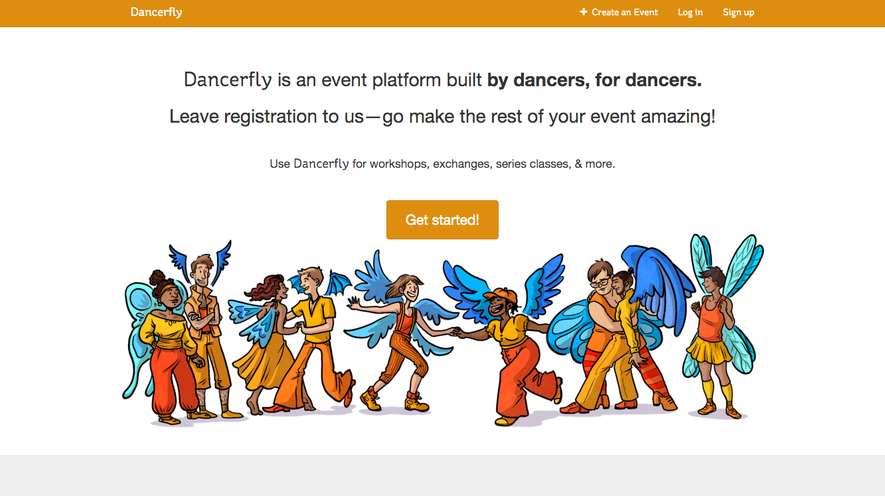 Dancerfly
+ Create an Event Log in Sign up
Dancerfly is an event platform built by dancers, for dancers.
Leave registration to us—go make the rest of your event amazing!
Use Dancerfly for workshops, exchanges, series classes, & more.
Get started!